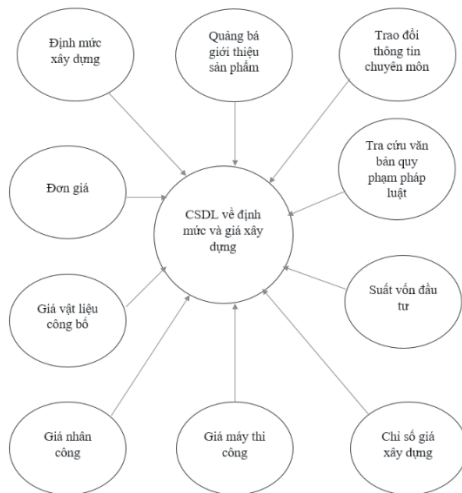 Định mức
xây dựng
Quảng bá
giới thiệu
sản phẩm
Trao đổi
thông tin
chuyên môn
Tra cứu văn
bản quy
phạm pháp
luật
Đơn giá
CSDL về định
mức và giá xây
dựng
Suất vốn đầu
tư
Giá vật liệu
công bố
Giá nhân
công
Giá máy thi
công
Chỉ số giá
xây dựng